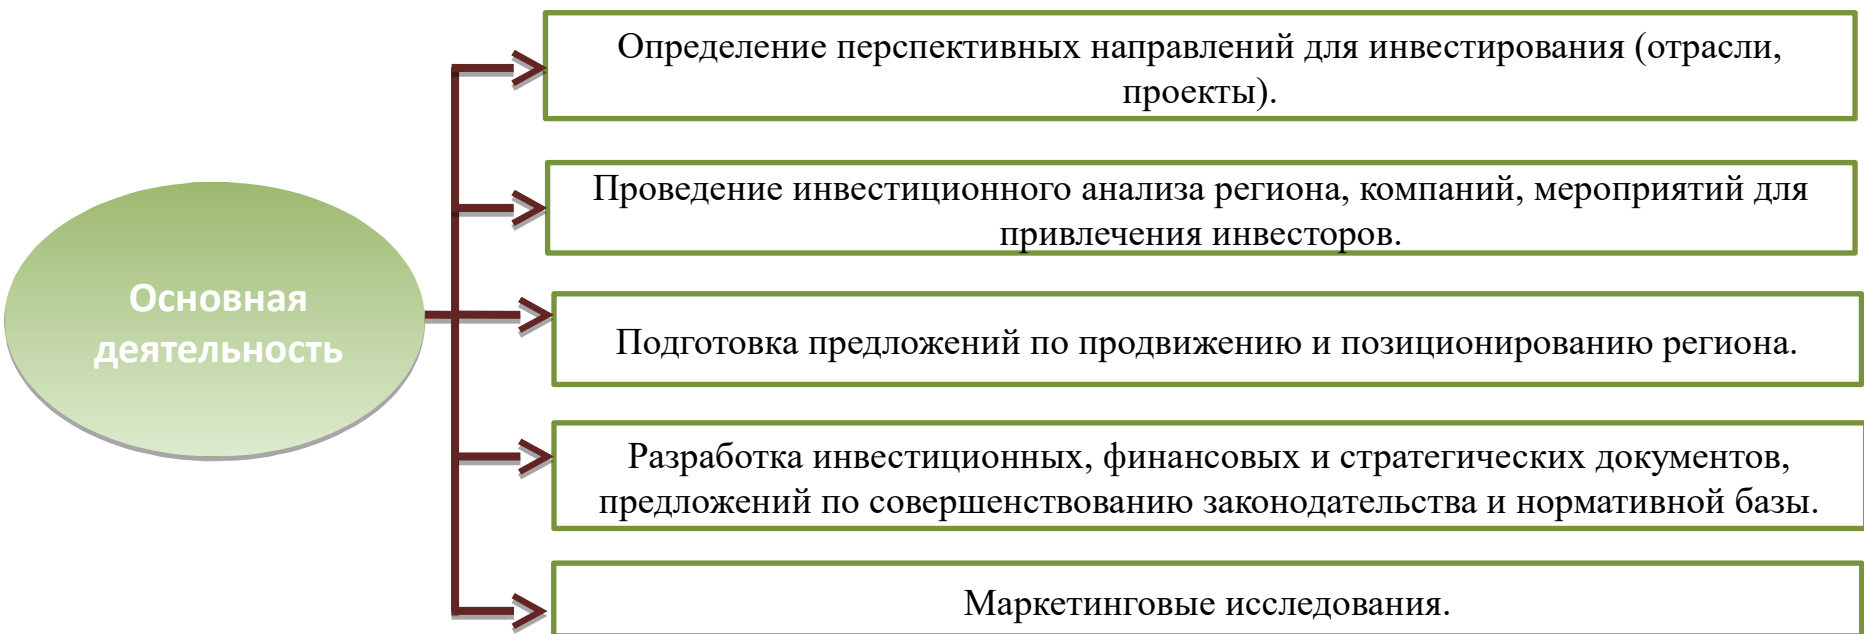 Определение перспективных направлений для инвестирования (отрасли,
проекты).
Проведение инвестиционного анализа региона, компаний, мероприятий для
привлечения инвесторов.
Основная
деятельность
Подготовка предложений по продвижению и позиционированию региона.
Разработка инвестиционных, финансовых и стратегических документов,
предложений по совершенствованию законодательства и нормативной базы.
Маркетинговые исследования.